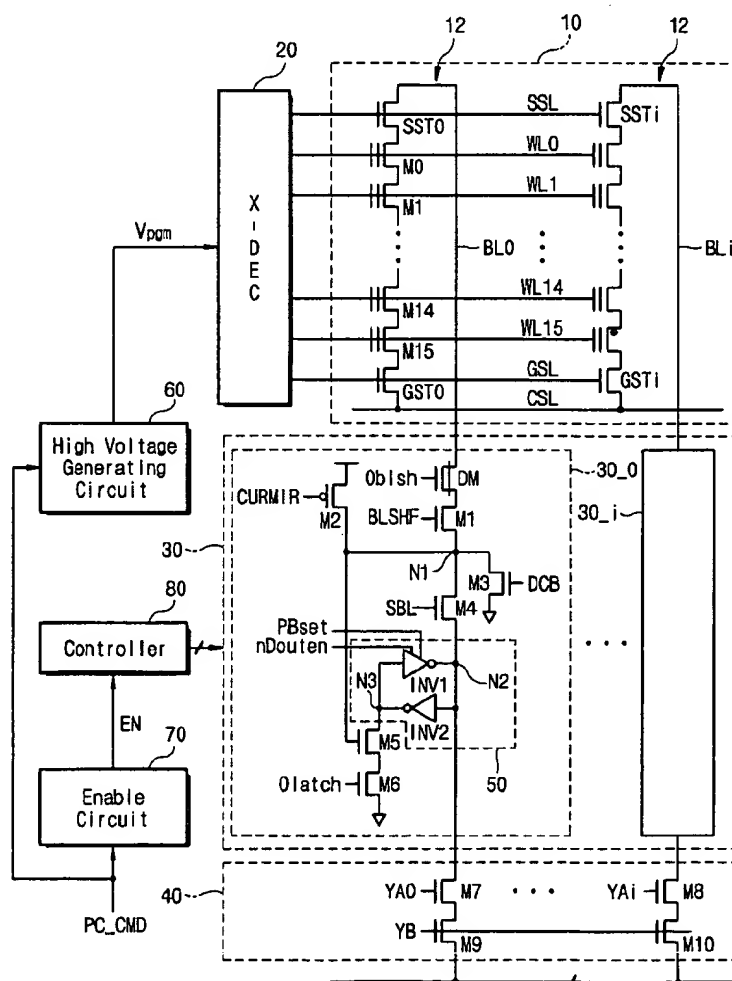 12 10 12
20
SSL
SST0 SSTi
WL0
M0
WL1
M1
X-DEC
Vpgm
BL0 BLi
WL14
M14
WL15
M15
GSL
GST0 GSTi
CSL
60
High Voltage
Generating
Circuit
Oblsh DM 30_0
CURMIR
M2
BLSHF M1 30_i
30
N1
M3 DCB
80
SBL M4
Controller
PBset
nDouten
N3 INV1 N2
EN
INV2
M5
70
50
Enable
Circuit
Olatch M6
40
YA0 M7 YAi M8
PC_CMD
YB M9 M10